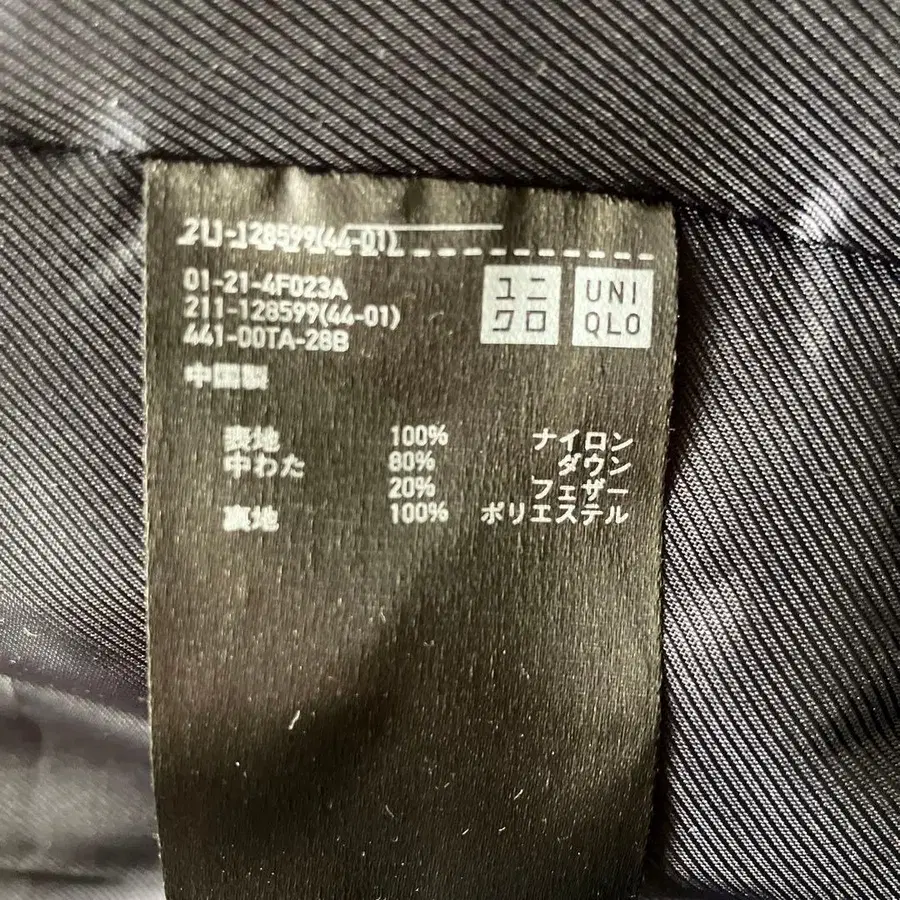 211-128599(44-01)
01-21-4F023A
211-128599(44-01)
441-00TA-28B
ユニ
クロ
UNI
QLO
中国製
表地 100% ナイロン
中わた 80% ダウン
20% フェザー
裏地 100% ポリエステル